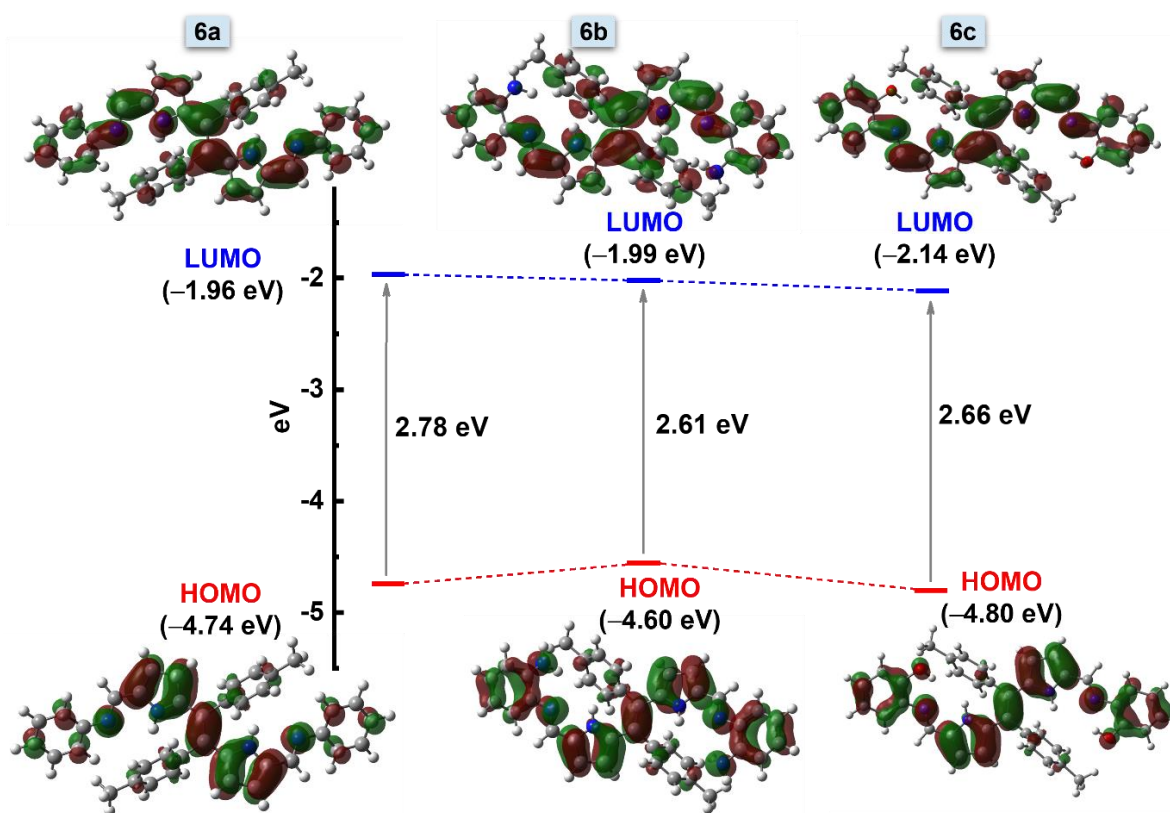 6a
6b
6c
LUMO
(−1.96 eV)
LUMO
(−1.99 eV)
LUMO
(−2.14 eV)
-2
-3
-4
-5
eV
2.78 eV
2.61 eV
2.66 eV
HOMO
(−4.74 eV)
HOMO
(−4.60 eV)
HOMO
(−4.80 eV)